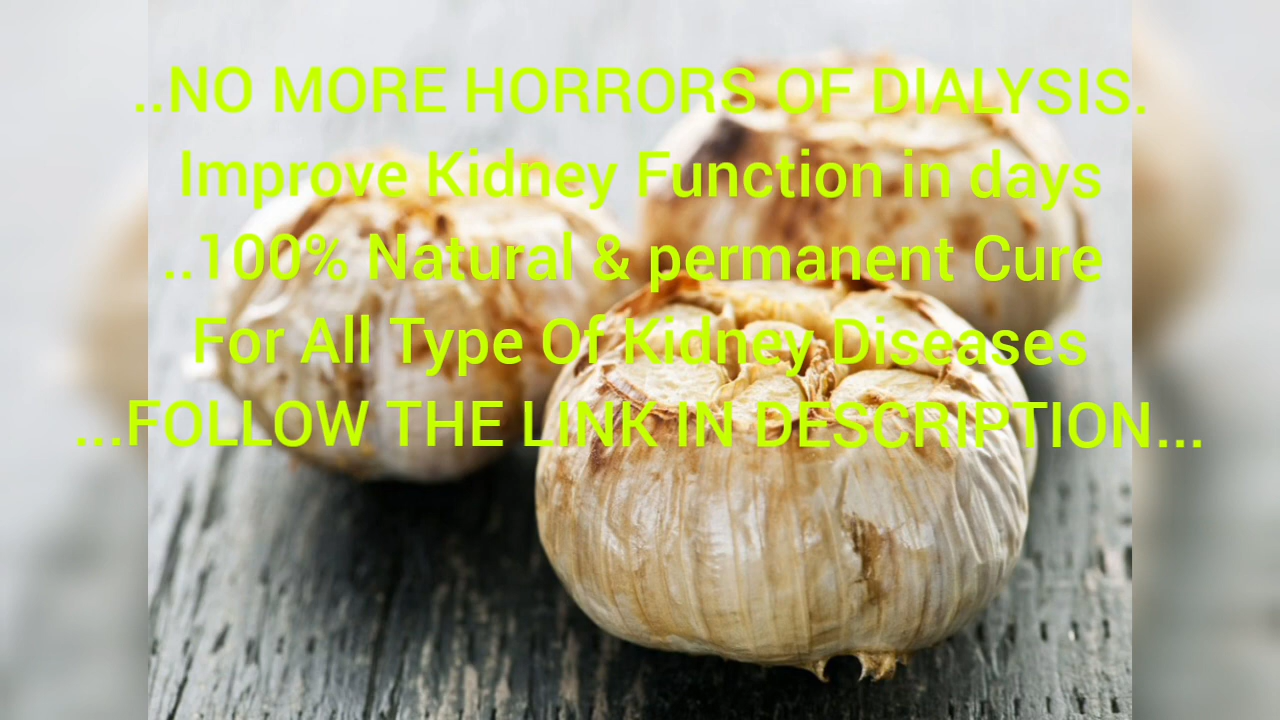 ..NO MORE HORRORS OF DIALYSIS.
Improve Kidney Function in days
..100% Natural & permanent Cure
For All Type Of Kidney Diseases
...FOLLOW THE LINK IN DESCRIPTION...